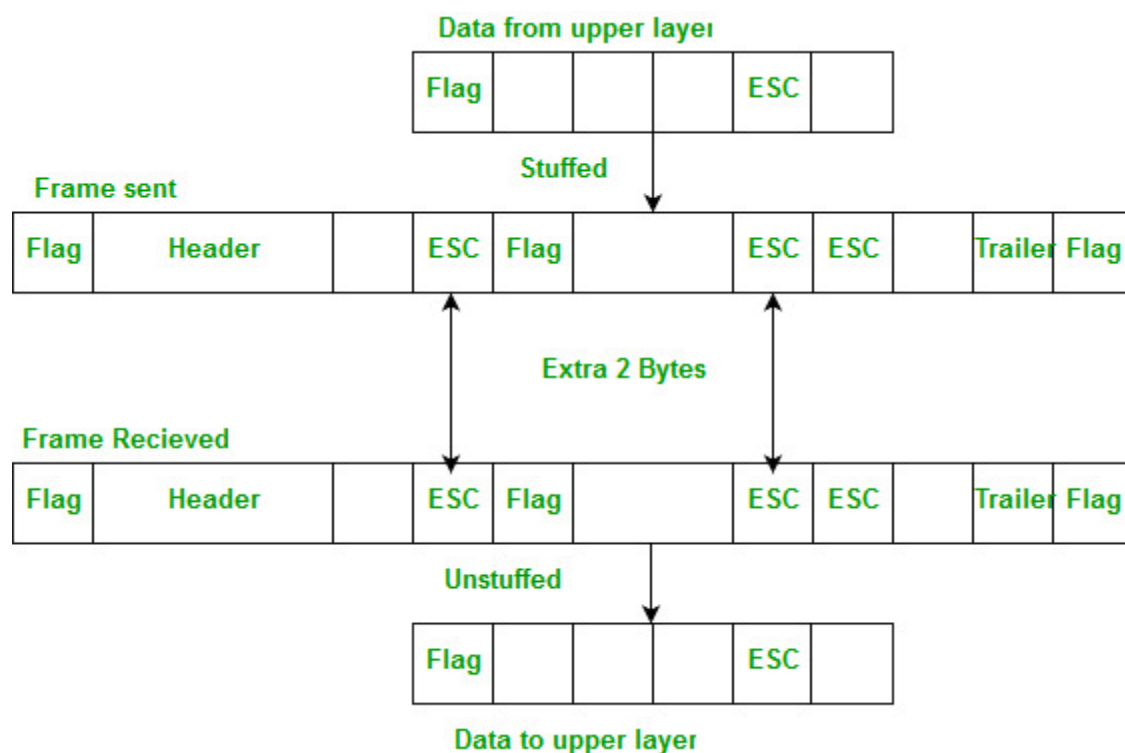 Data from upper layer
Flag ESC
Stuffed
Frame sent
Flag Header ESC Flag ESC ESC Trailer Flag
Extra 2 Bytes
Frame Recieved
Flag Header ESC Flag ESC ESC Trailer Flag
Unstuffed
Flag ESC
Data to upper layer